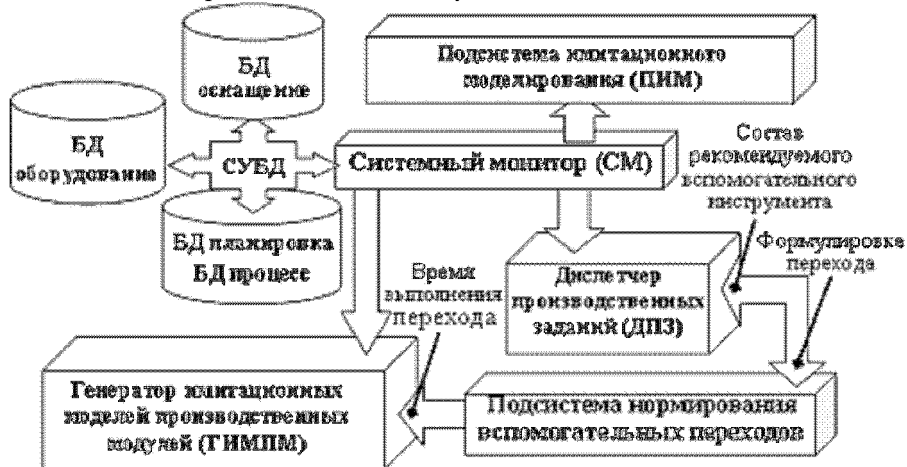 БД
оснащение
Подсистема имитационного
моделирования (ПИМ)
БД
оборудование
СУБД
Системный монитор (СМ)
Состав
рекомендуемого
вспомогательного
инструмента
БД планировка
БД процесс
Время
выполнения
перехода
Диспетчер
производственных
заданий (ДПЗ)
Формулировке
перехода
Генератор имитационных
моделей производственных
модулей (ГИМПМ)
Подсистема нормирования
вспомогательных переходов